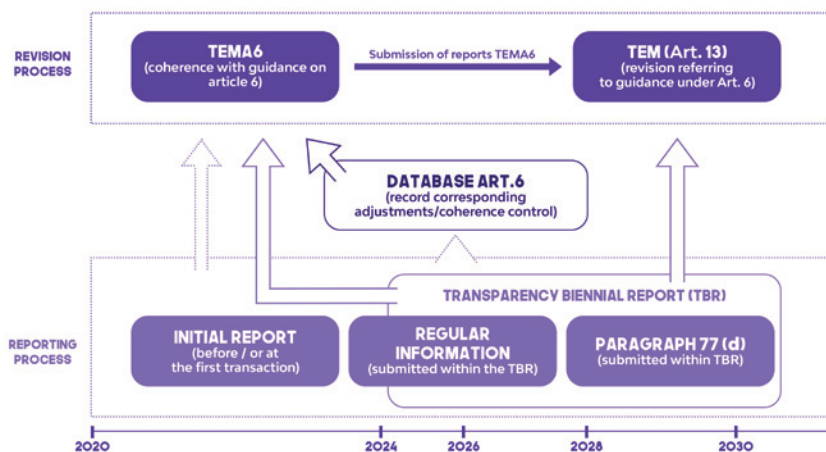 REVISION
PROCESS
TEMA6
(coherence with guidance on
article 6)
Submission of reports TEMA6
TEM (Art. 13)
(revision referring
to guidance under Art. 6)
DATABASE ART.6
(record corresponding
adjustments/coherence control)
TRANSPARENCY BIENNIAL REPORT (TBR)
REPORTING
PROCESS
INITIAL REPORT
(before / or at
the first transaction)
REGULAR
INFORMATION
(submitted within the TBR)
PARAGRAPH 77 (d)
(submitted within TBR)
2020
2024
2026
2028
2030